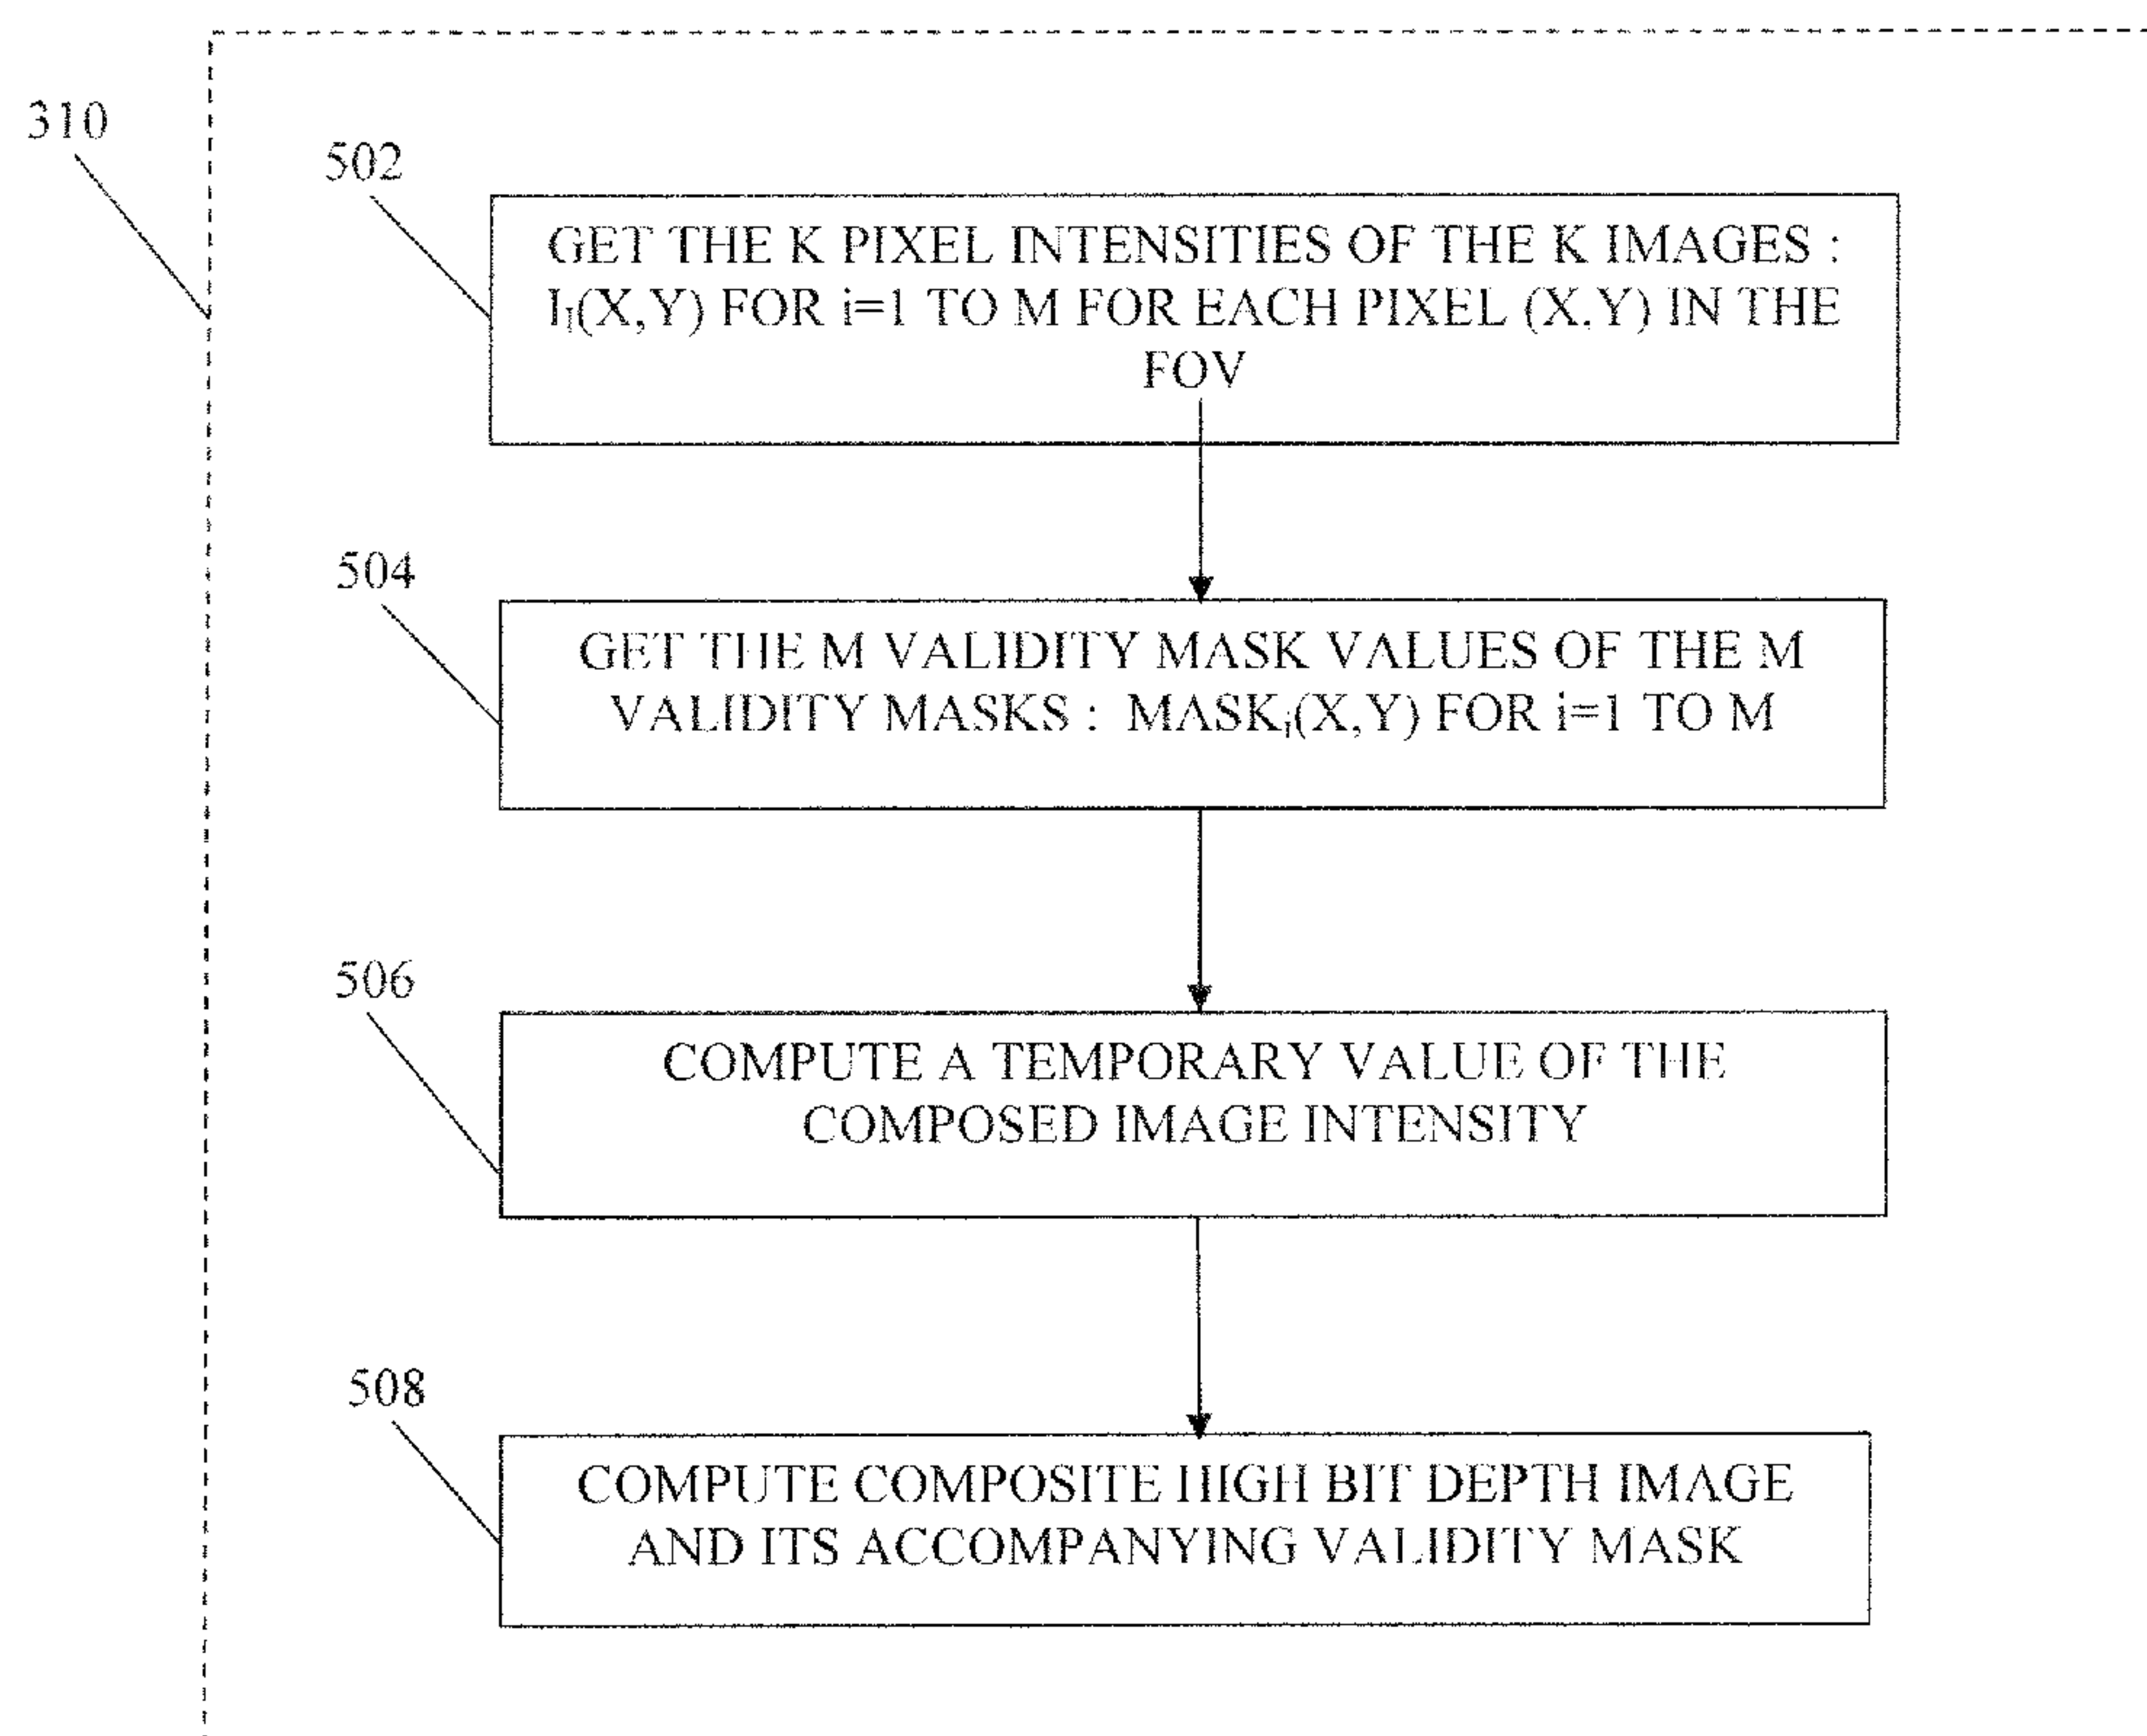 310
502
GET THE K PIXEL INTENSITIES OF THE K IMAGES :
I_I(X,Y) FOR i=1 TO M FOR EACH PIXEL (X,Y) IN THE
FOV
504
GET THE M VALIDITY MASK VALUES OF THE M
VALIDITY MASKS : MASK_i(X,Y) FOR i=1 TO M
506
COMPUTE A TEMPORARY VALUE OF THE
COMPOSED IMAGE INTENSITY
508
COMPUTE COMPOSITE HIGH BIT DEPTH IMAGE
AND ITS ACCOMPANYING VALIDITY MASK